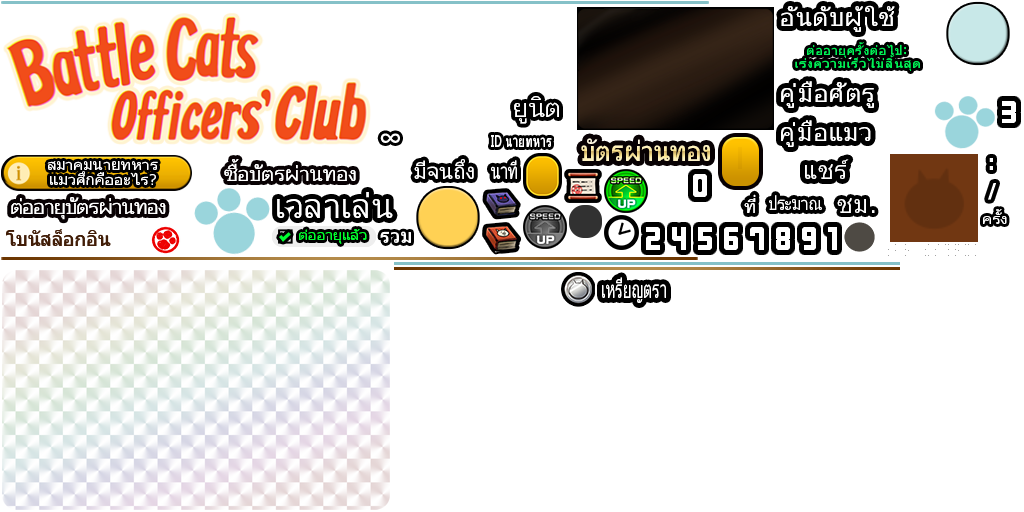 Battle Cats
Officers' Club
อันดับผู้ใช้
ต่ออายุครั้งต่อไป:
เร่งความเร็วไม่สิ้นสุด
คู่มือศัตรู
ยูนิต
3
∞
ID นายทหาร
คู่มือแมว
บัตรผ่านทอง
สมาคมนายทหาร
แมวศึกคืออะไร?
ซื้อบัตรผ่านทอง
มีจนถึง
นาทีี
แชร์
:
SPEED
UP
0
/
ต่ออายุบัตรผ่านทอง
เวลาเล่น
ที่
ประมาณ
ชม.
ครั้ง
SPEED
UP
โบนัสล็อกอิน
ต่ออายุแล้ว
รวม
2 4 5 6 7 8 9 1
เหรียญตรา